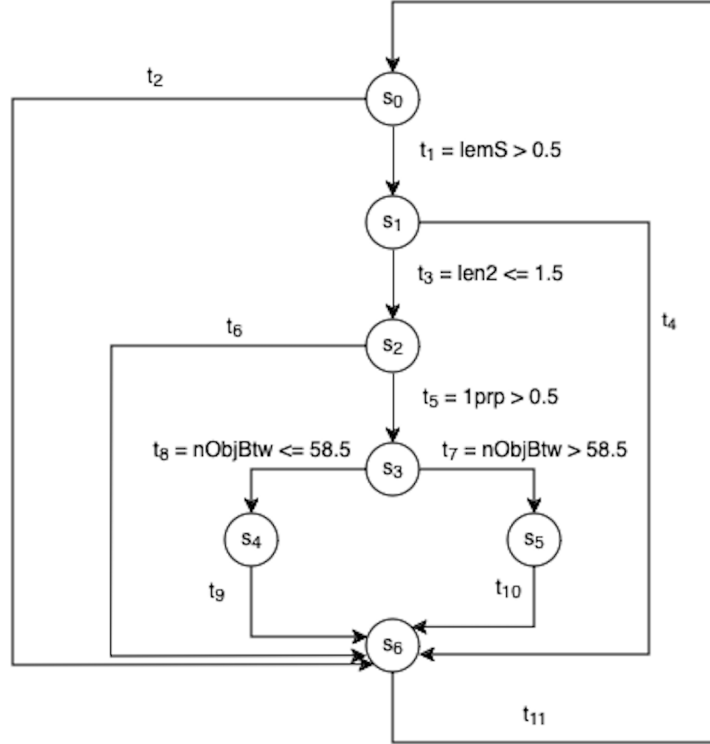 t₂
s₀
t₁ = lemS > 0.5
s₁
t₃ = len2 <= 1.5
t₆
t₄
s₂
t₅ = 1prp > 0.5
t₈ = nObjBtw <= 58.5
t₇ = nObjBtw > 58.5
s₃
s₄
s₅
t₉
t₁₀
s₆
t₁₁